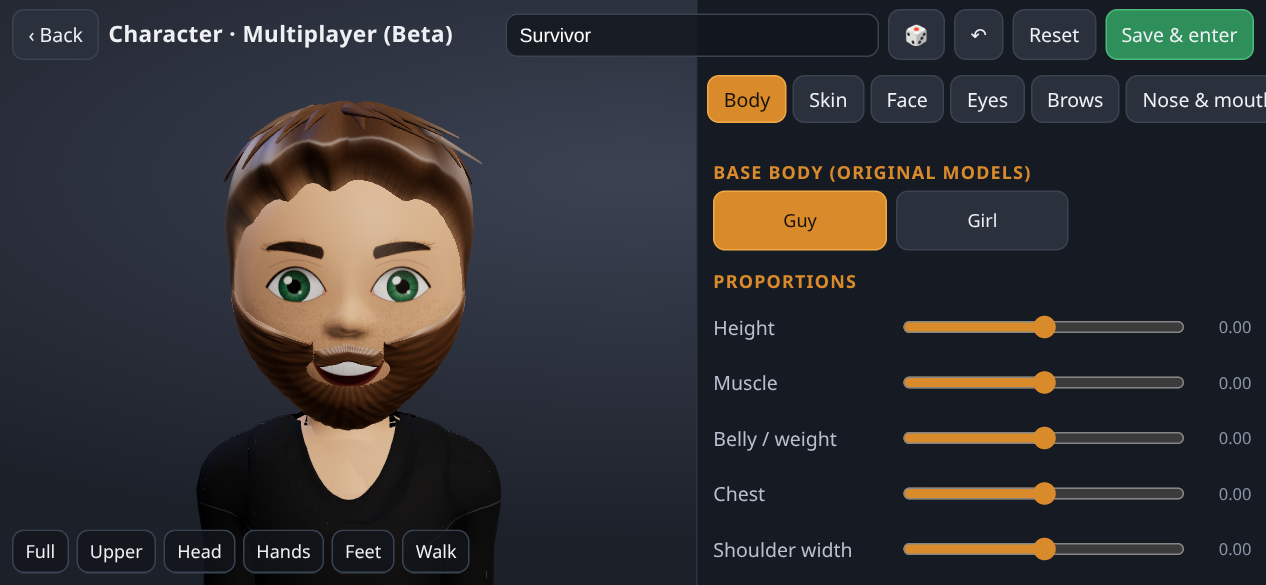 ‹ Back Character · Multiplayer (Beta) Survivor ↶ Reset Save & enter
Body Skin Face Eyes Brows Nose & mouth
BASE BODY (ORIGINAL MODELS)
Guy Girl
PROPORTIONS
Height 0.00
Muscle 0.00
Belly / weight 0.00
Chest 0.00
Shoulder width 0.00
Full Upper Head Hands Feet Walk